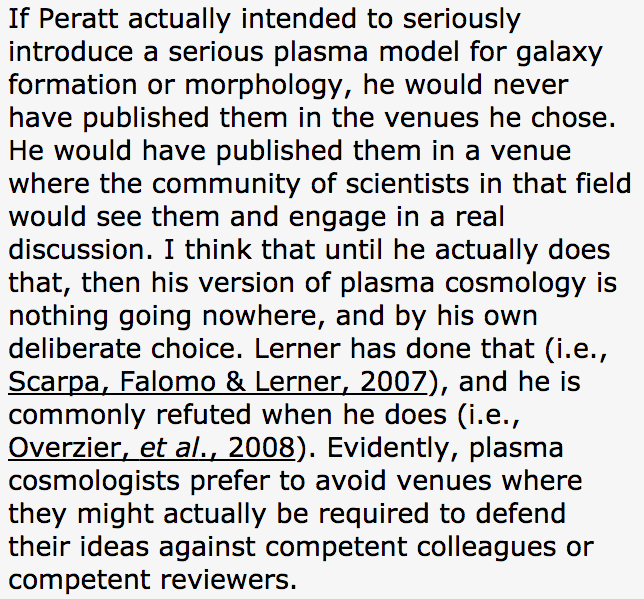 If Peratt actually intended to seriously
introduce a serious plasma model for galaxy
formation or morphology, he would never
have published them in the venues he chose.
He would have published them in a venue
where the community of scientists in that field
would see them and engage in a real
discussion. I think that until he actually does
that, then his version of plasma cosmology is
nothing going nowhere, and by his own
deliberate choice. Lerner has done that (i.e.,
Scarpa, Falomo & Lerner, 2007), and he is
commonly refuted when he does (i.e.,
Overzier, et al., 2008). Evidently, plasma
cosmologists prefer to avoid venues where
they might actually be required to defend
their ideas against competent colleagues or
competent reviewers.